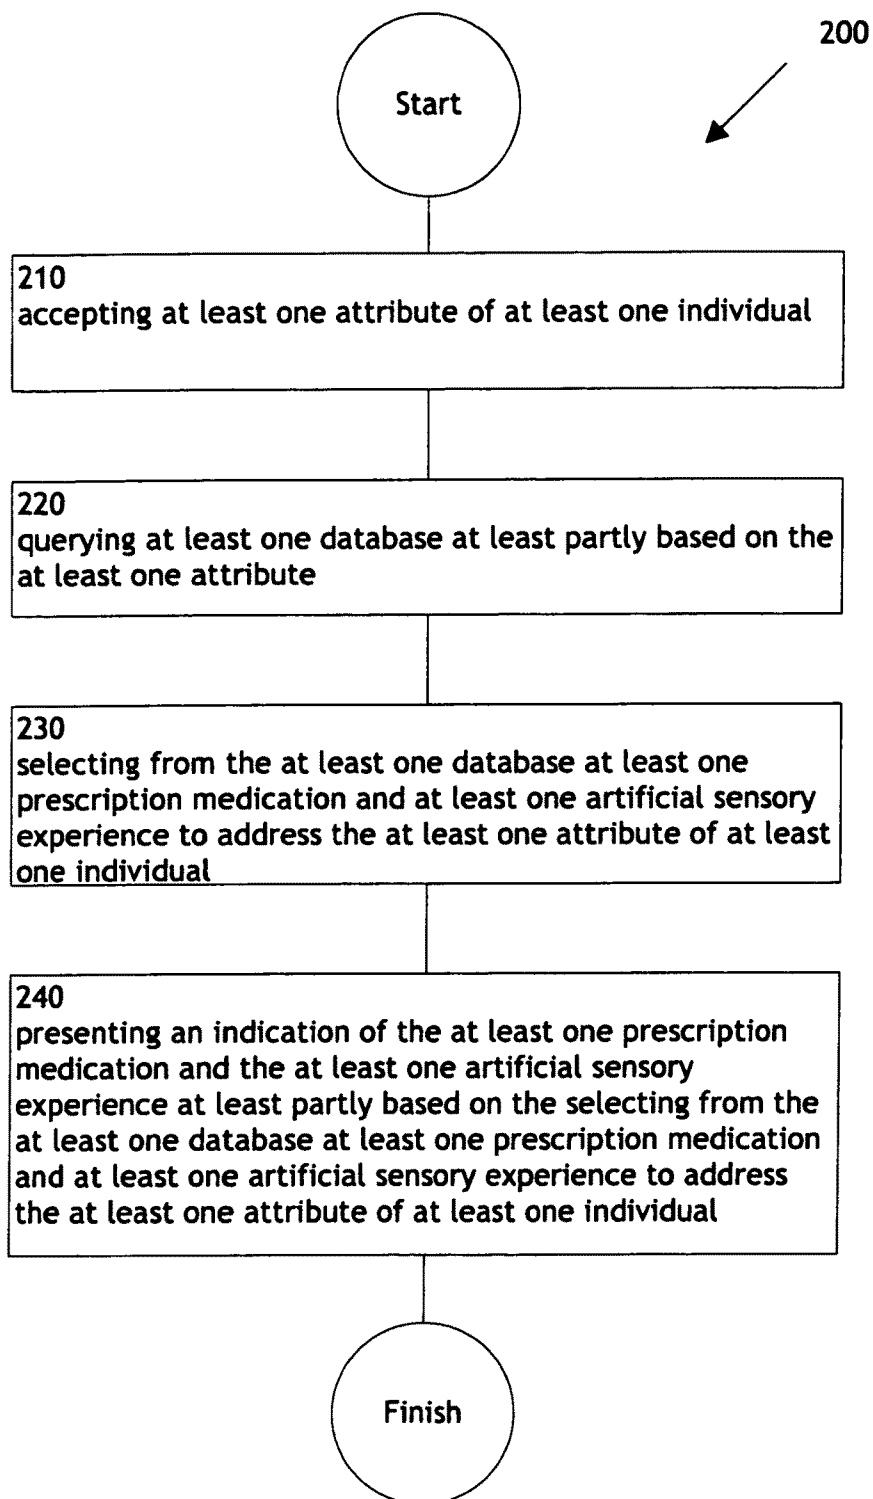 200
Start
210
accepting at least one attribute of at least one individual
220
querying at least one database at least partly based on the
at least one attribute
230
selecting from the at least one database at least one
prescription medication and at least one artificial sensory
experience to address the at least one attribute of at least
one individual
240
presenting an indication of the at least one prescription
medication and the at least one artificial sensory
experience at least partly based on the selecting from the
at least one database at least one prescription medication
and at least one artificial sensory experience to address
the at least one attribute of at least one individual
Finish